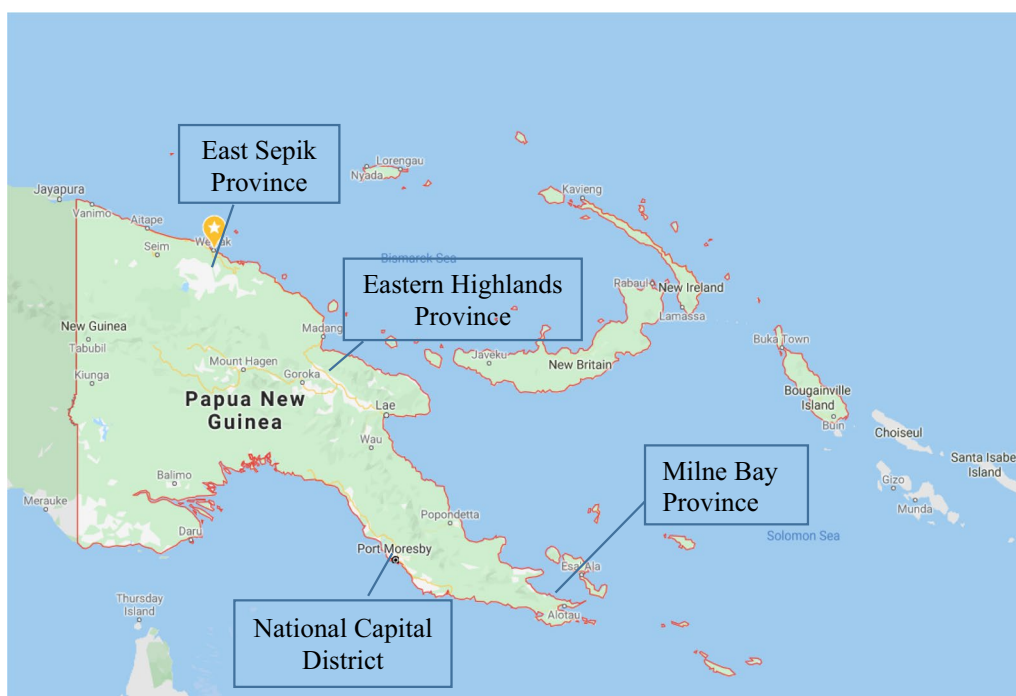 East Sepik
Province
Lorengau
Nyada
Kavieng
Jayapura
Vanimo
Aitape
Seim
Bismarck Sea
Eastern Highlands
Province
Rabaul
New Ireland
Lamassa
New Guinea
Tabubil
Madang
Kiunga
Mount Hagen
Goroka
Javeku
New Britain
Buka Town
Papua New
Guinea
Lae
Wau
Bougainville
Island
Buin
Choiseul
Santa Isabel
Island
Gizo
Munda
Milne Bay
Province
Balimo
Merauke
Daru
Popondetta
Solomon Sea
Port Moresby
Esa'Ala
Alotau
Thursday
Island
National Capital
District